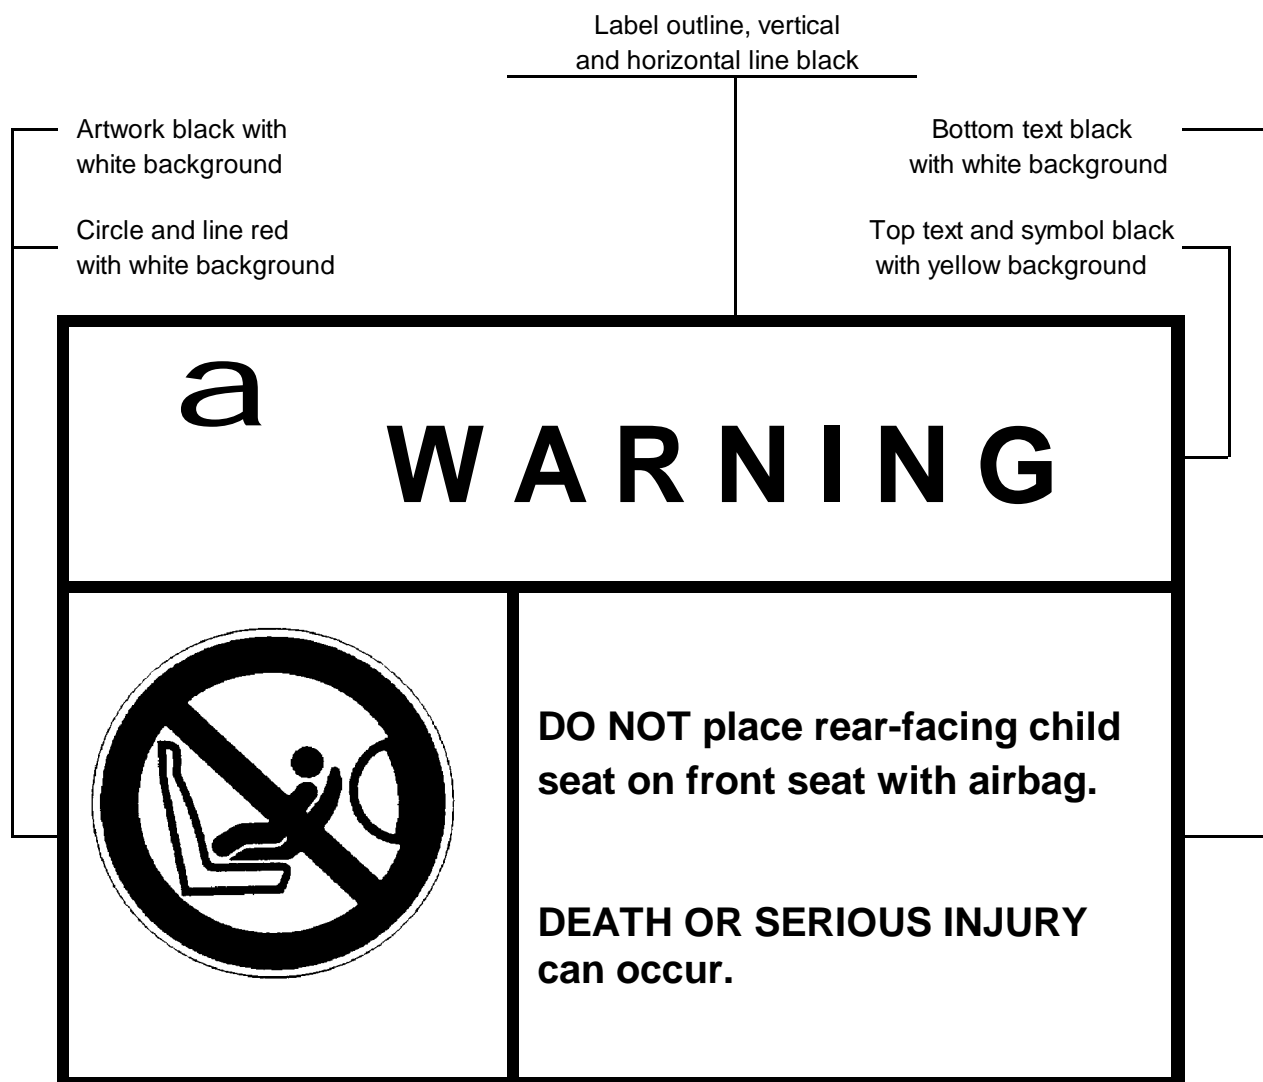 Label outline, vertical
and horizontal line black
Artwork black with
white background
Bottom text black
with white background
Circle and line red
with white background
Top text and symbol black
with yellow background
a
WARNING
DO NOT place rear-facing child
seat on front seat with airbag.
DEATH OR SERIOUS INJURY
can occur.